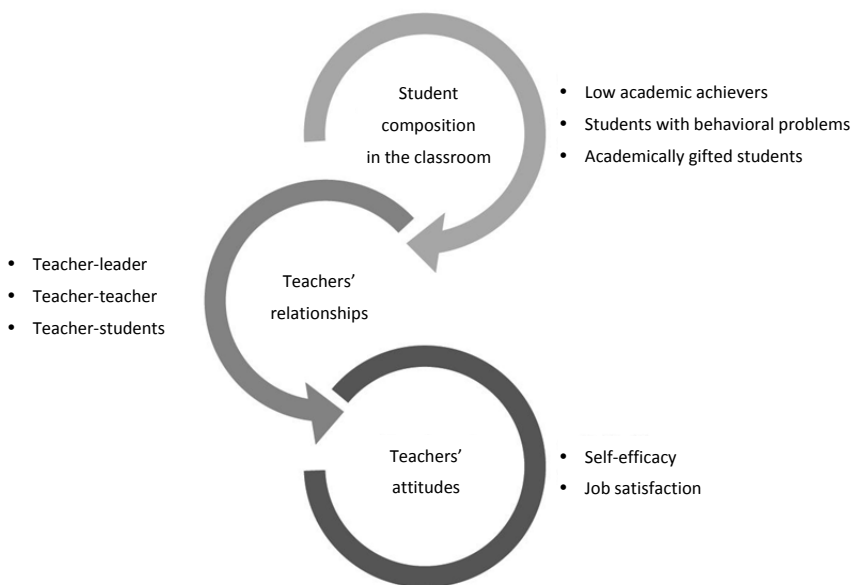 Student
composition
in the classroom
• Low academic achievers
• Students with behavioral problems
• Academically gifted students
• Teacher-leader
• Teacher-teacher
• Teacher-students
Teachers’
relationships
Teachers’
attitudes
• Self-efficacy
• Job satisfaction